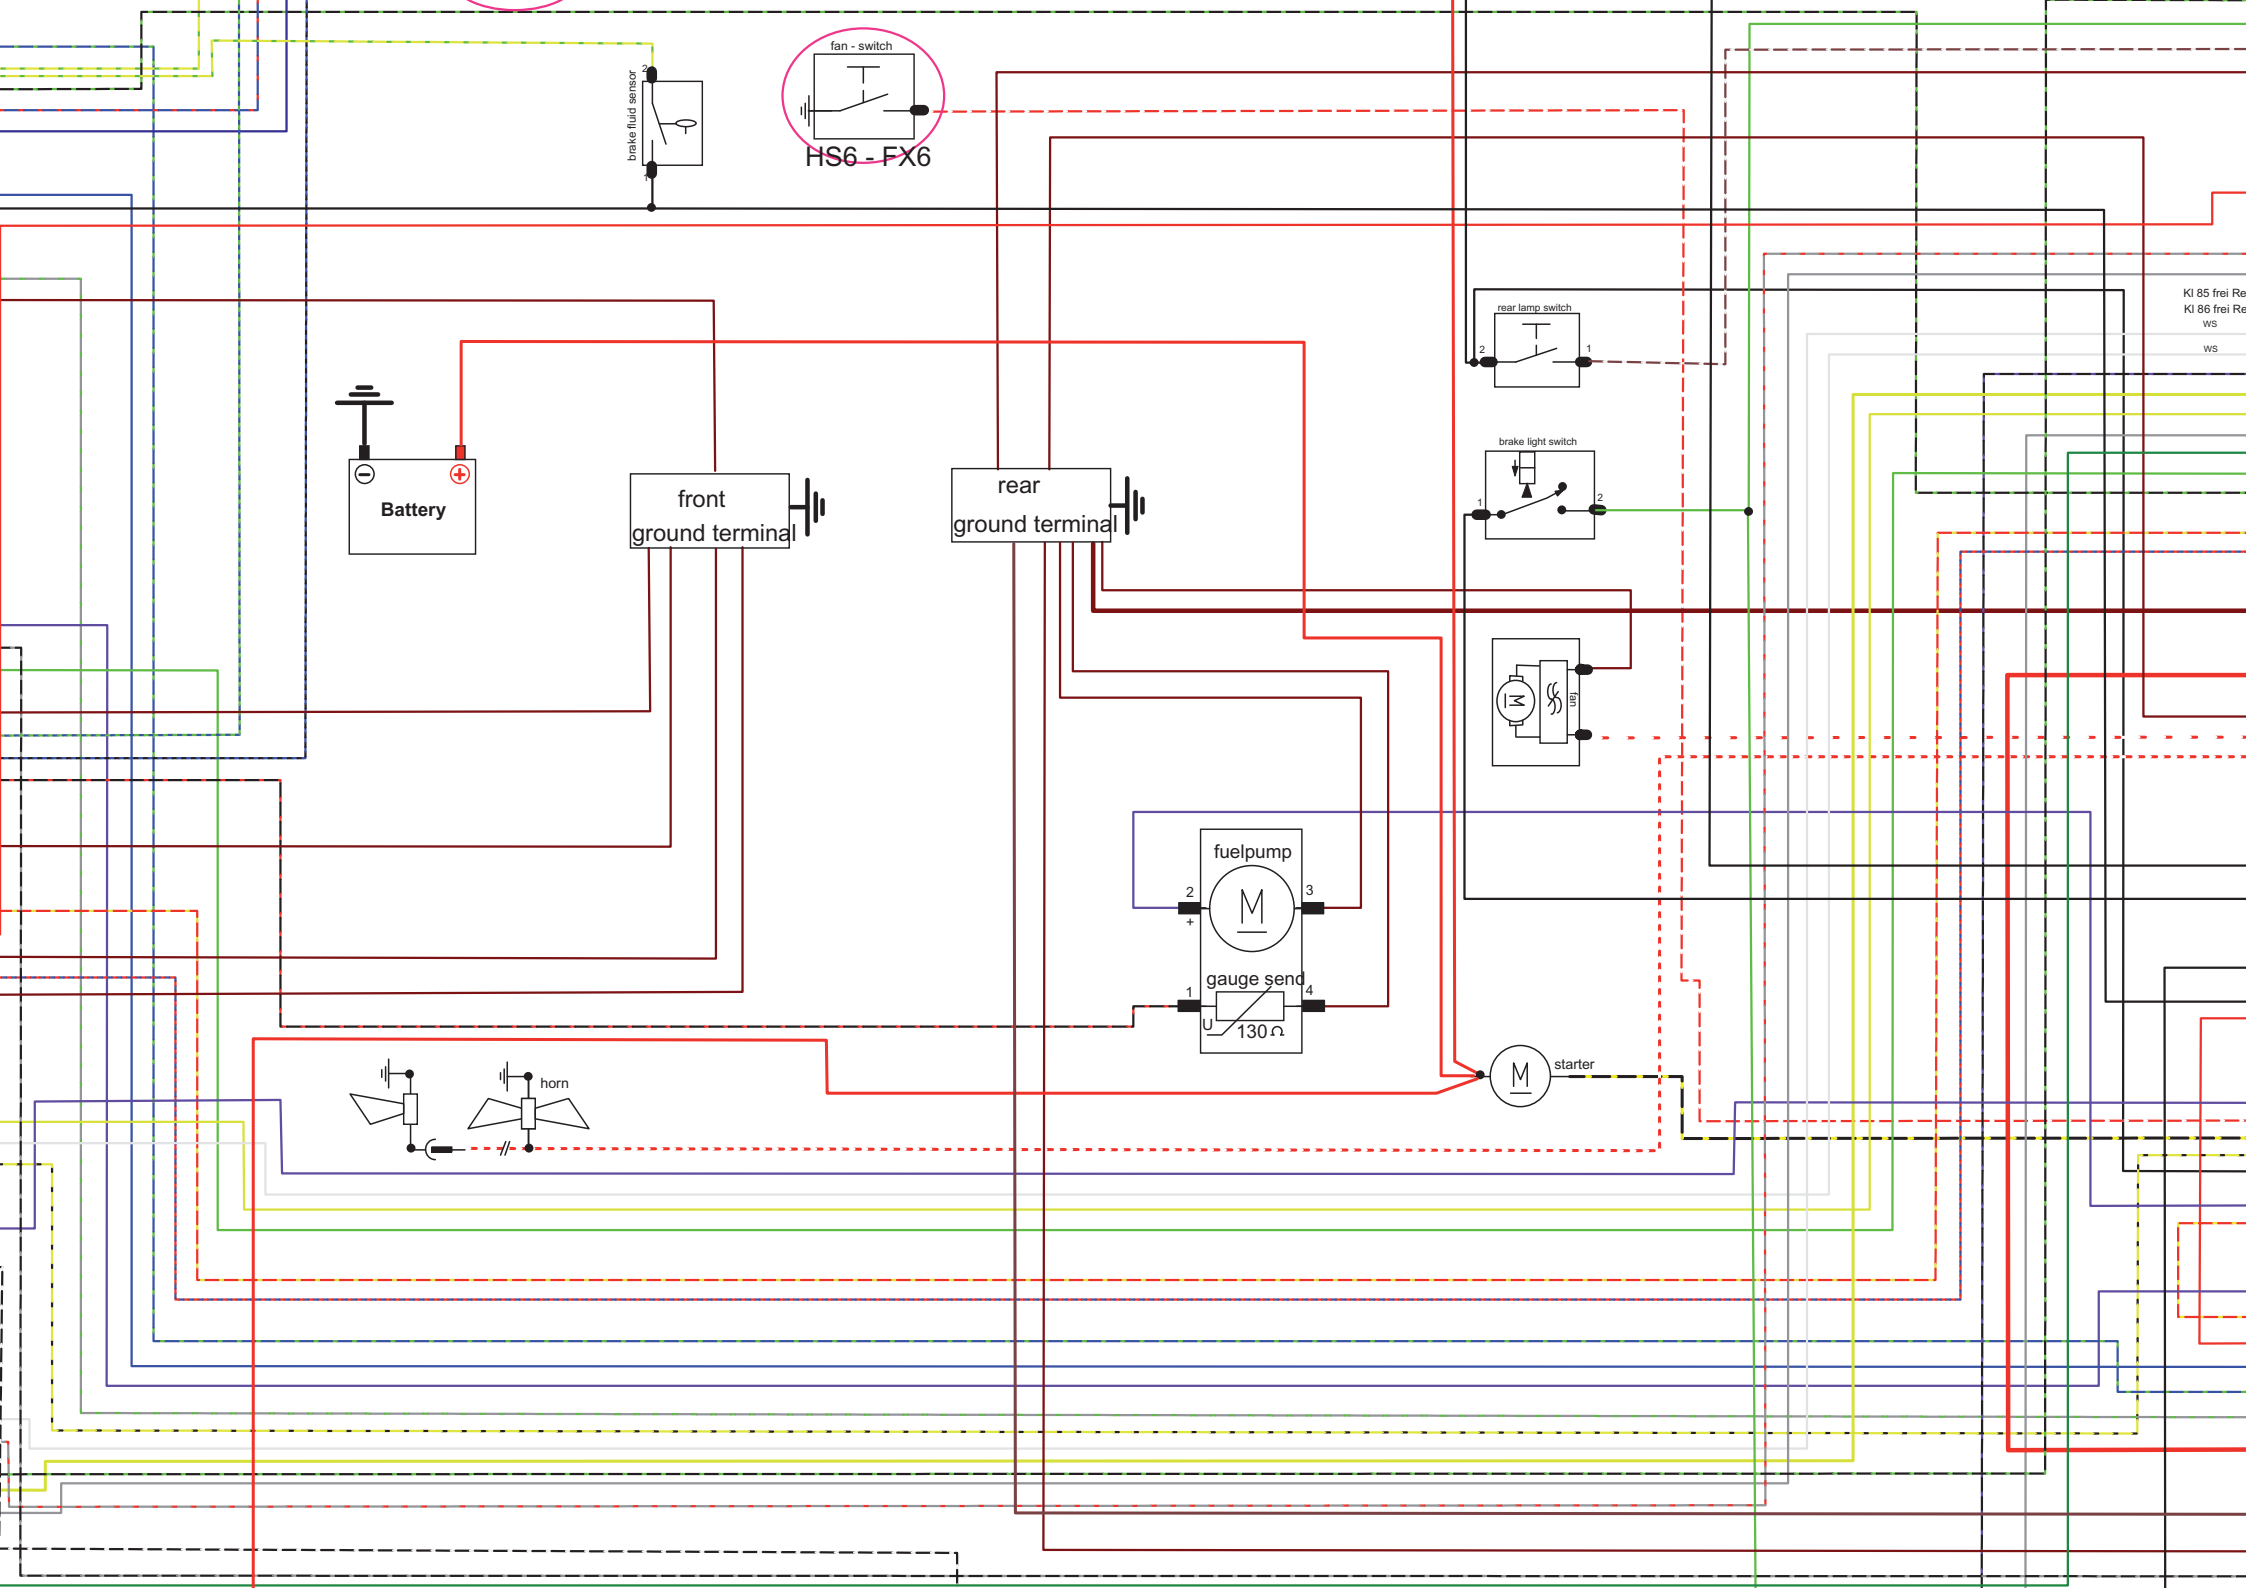 fan - switch
HS6 - FX6
2
brake fluid sensor
1
Kl 85 frei Re
Kl 86 frei Re
ws
ws
rear lamp switch
2
1
Battery
front
ground terminal
rear
ground terminal
brake light switch
1
2
M
fan
fuelpump
2
+
M
3
gauge send
1
4
U
130 Ω
horn
M
starter